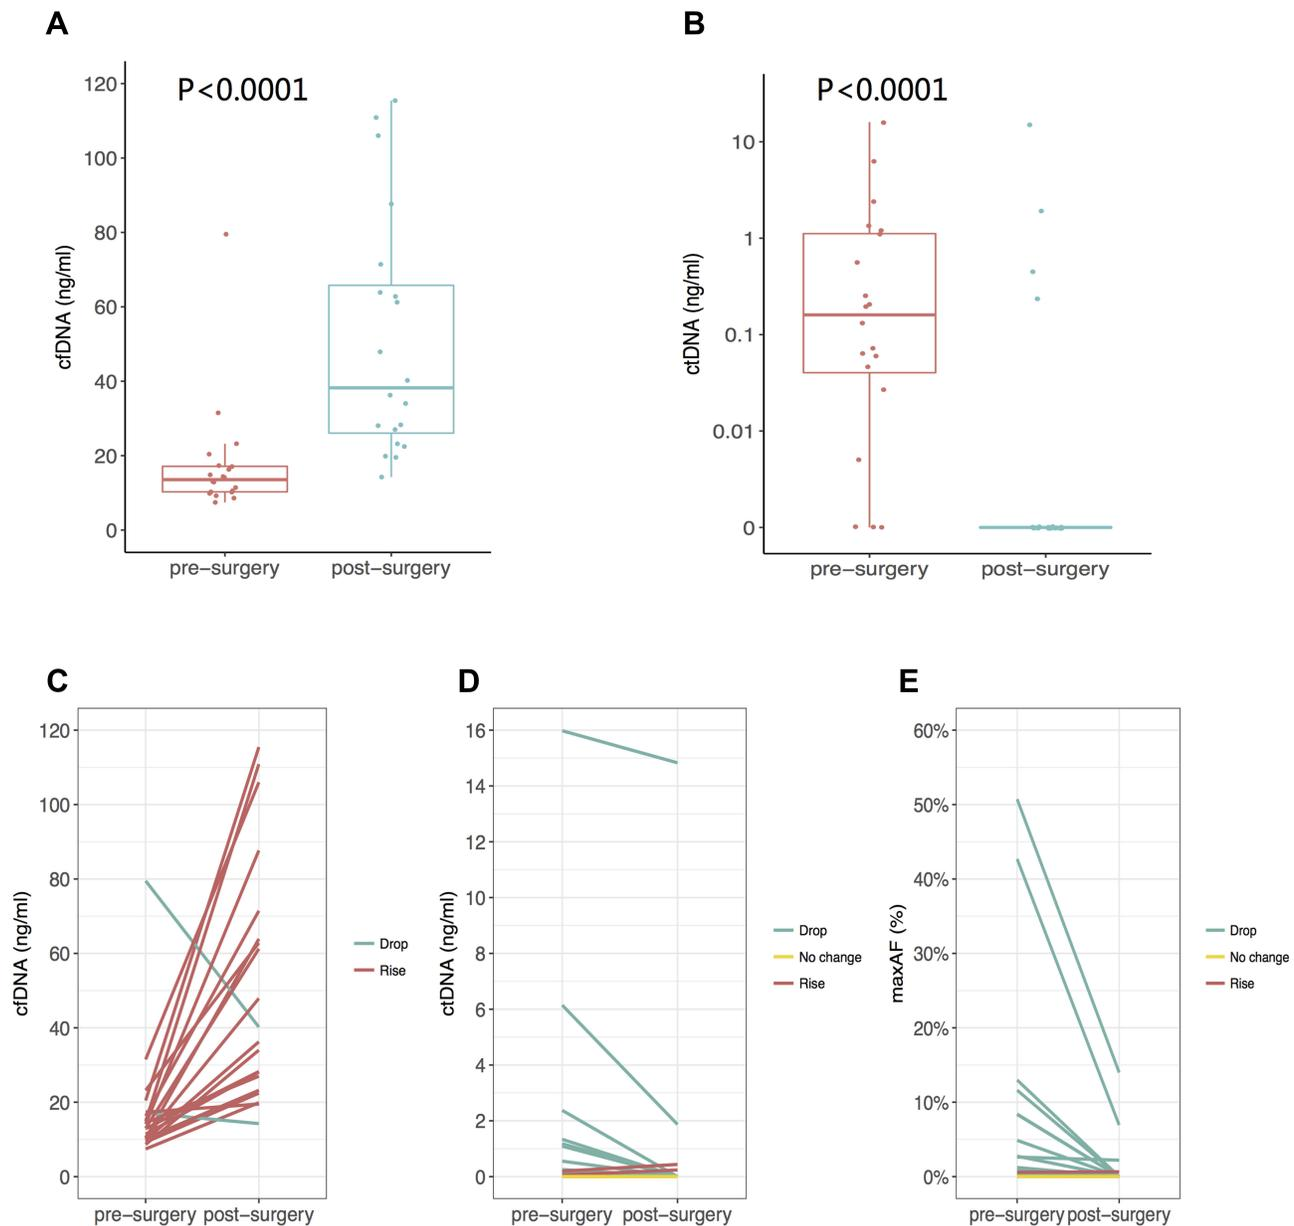 A
P<0.0001
cfDNA (ng/ml)
120
100
80
60
40
20
0
pre–surgery post–surgery
B
P<0.0001
ctDNA (ng/ml)
10
1
0.1
0.01
0
pre–surgery post–surgery
C
cfDNA (ng/ml)
120
100
80
60
40
20
0
pre–surgery post–surgery
Drop
Rise
D
ctDNA (ng/ml)
16
14
12
10
8
6
4
2
0
pre–surgery post–surgery
Drop
No change
Rise
E
maxAF (%)
60%
50%
40%
30%
20%
10%
0%
pre–surgery post–surgery
Drop
No change
Rise